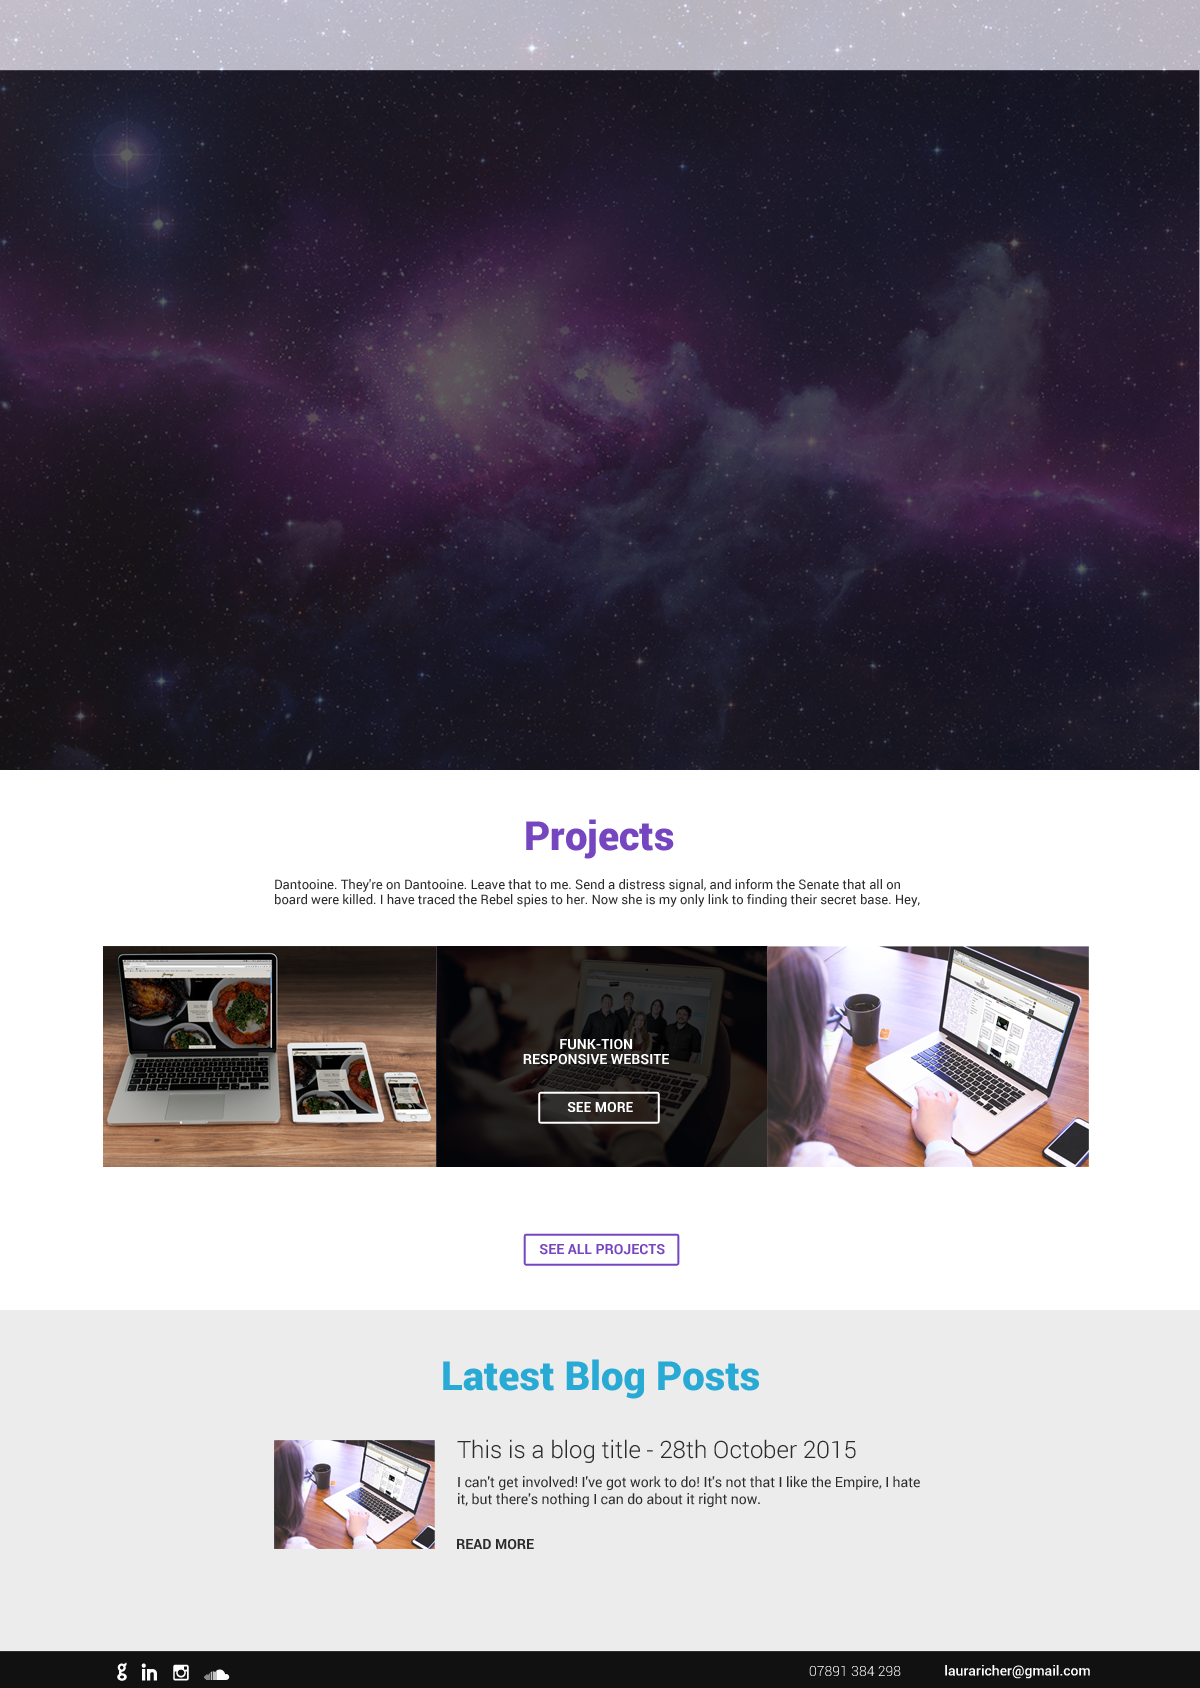 Projects
Dantooine. They're on Dantooine. Leave that to me. Send a distress signal, and inform the Senate that all on
board were killed. I have traced the Rebel spies to her. Now she is my only link to finding their secret base. Hey,
FUNK-TION
RESPONSIVE WEBSITE
SEE MORE
SEE ALL PROJECTS
Latest Blog Posts
This is a blog title - 28th October 2015
I can't get involved! I've got work to do! It's not that I like the Empire, I hate
it, but there's nothing I can do about it right now.
READ MORE
in
07891 384 298
lauraricher@gmail.com